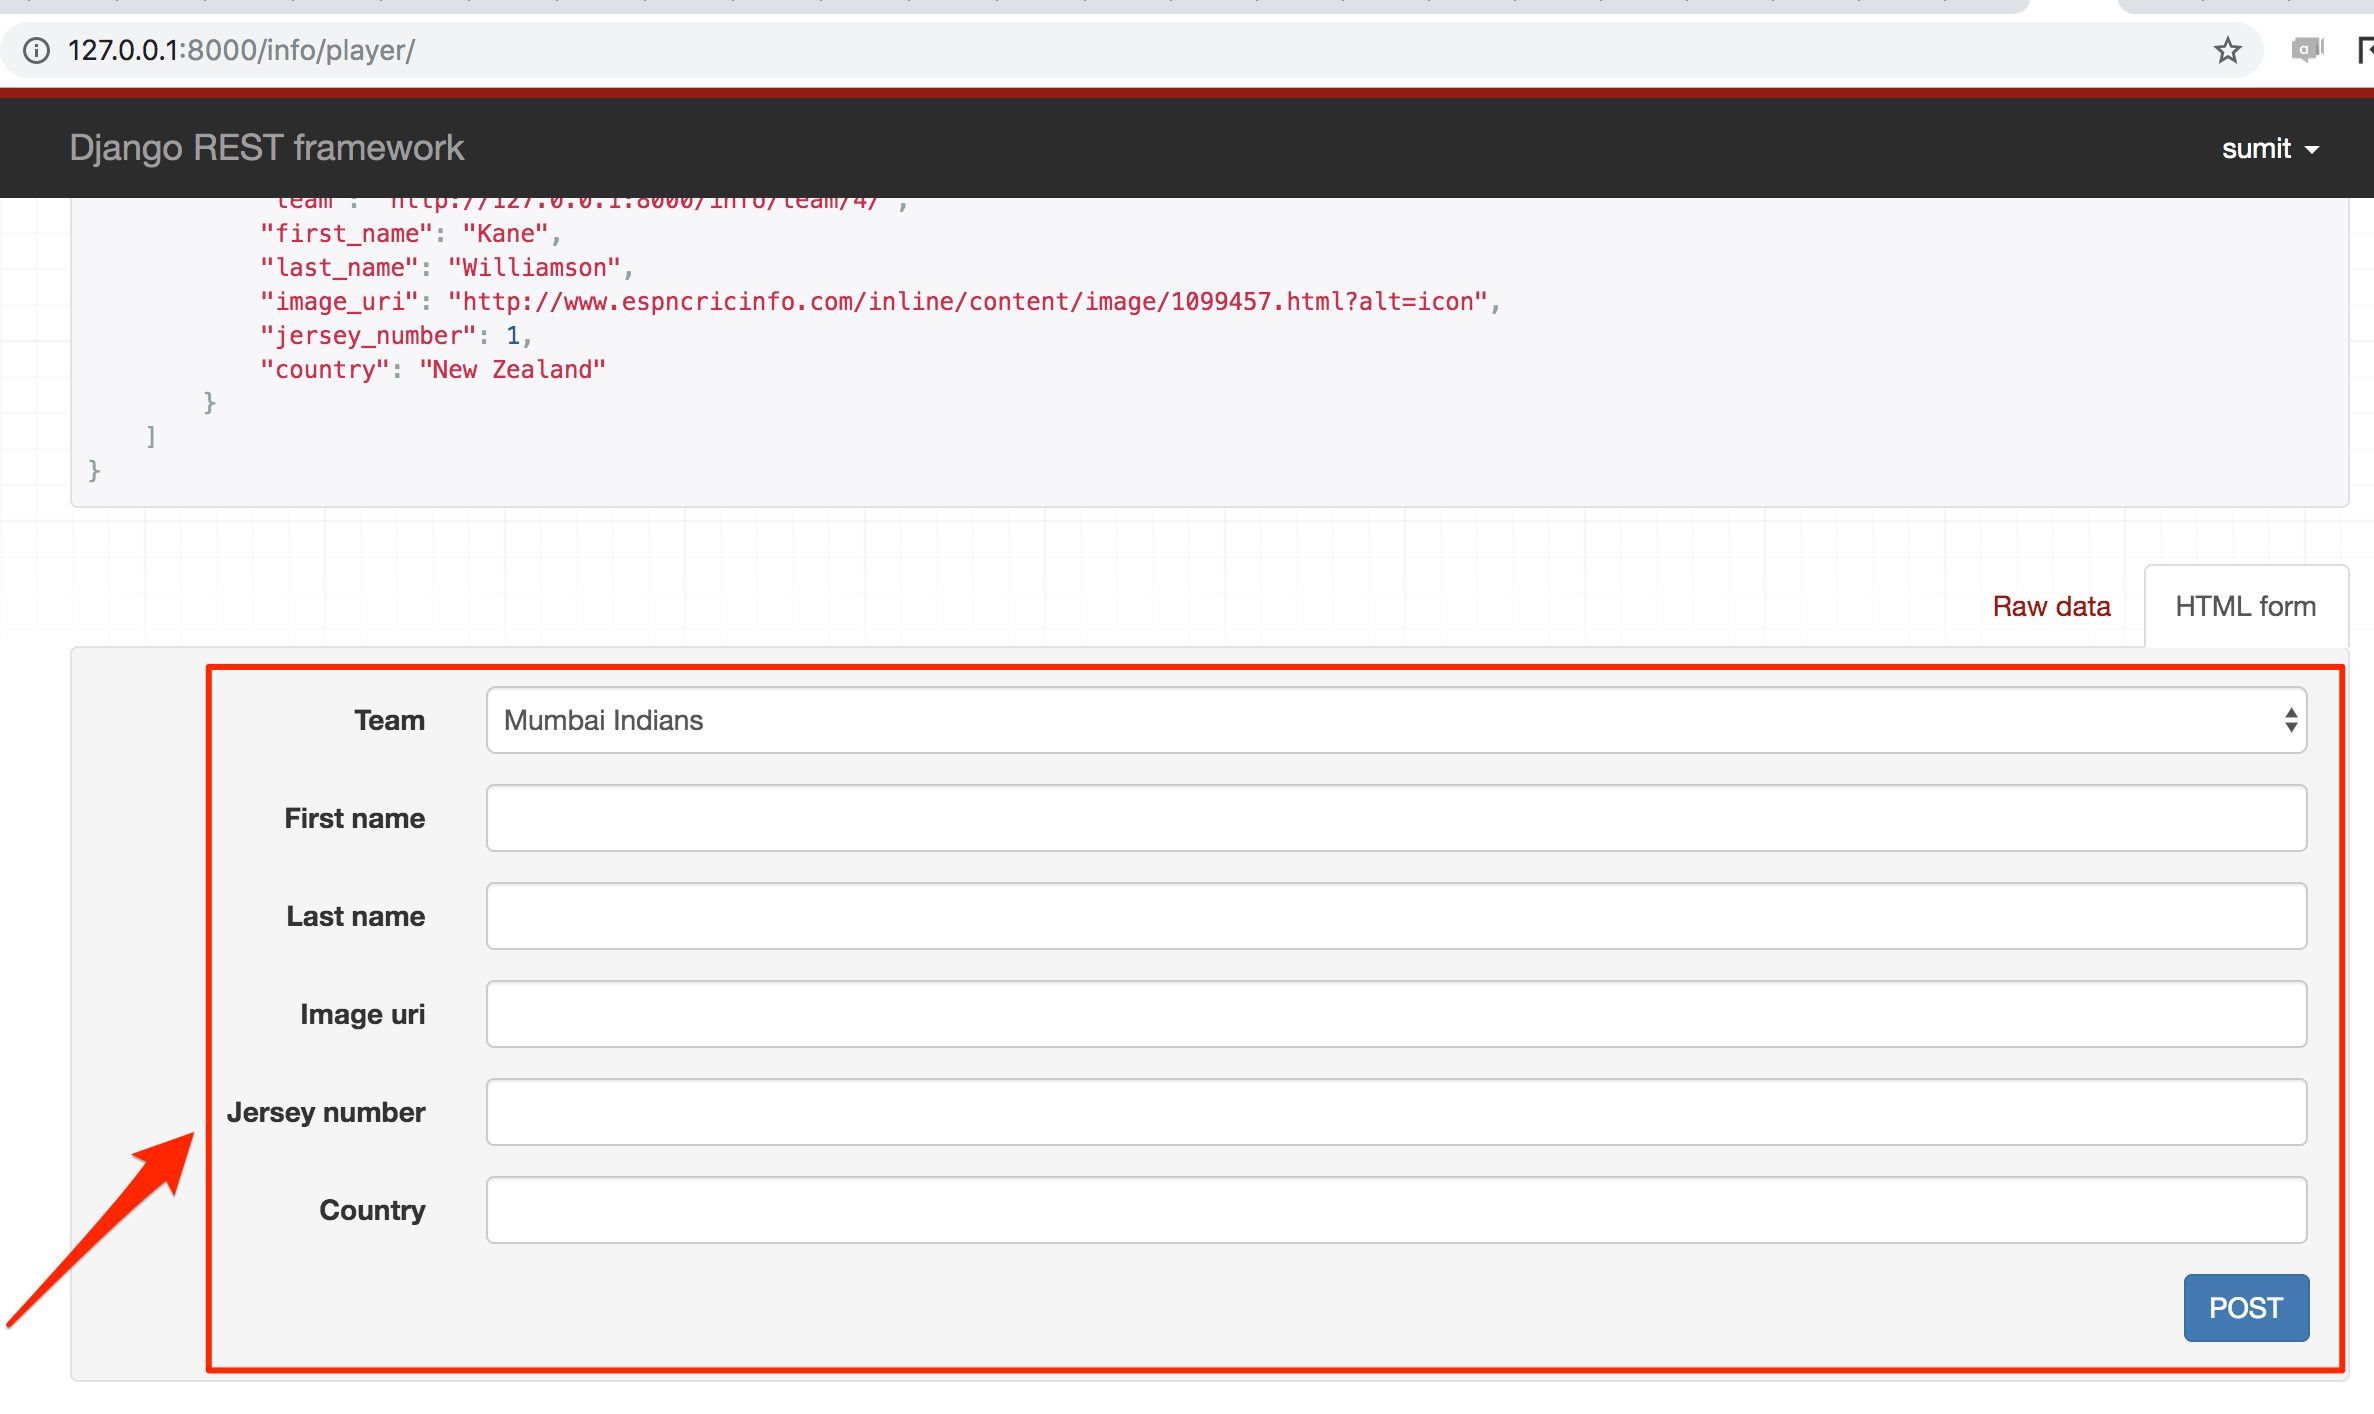 127.0.0.1:8000/info/player/
Django REST framework
sumit
"team": "http://127.0.0.1:8000/info/team/4/",
"first_name": "Kane",
"last_name": "Williamson",
"image_uri": "http://www.espncricinfo.com/inline/content/image/1099457.html?alt=icon",
"jersey_number": 1,
"country": "New Zealand"
}
]
}
Raw data
HTML form
Team
Mumbai Indians
First name
Last name
Image uri
Jersey number
Country
POST